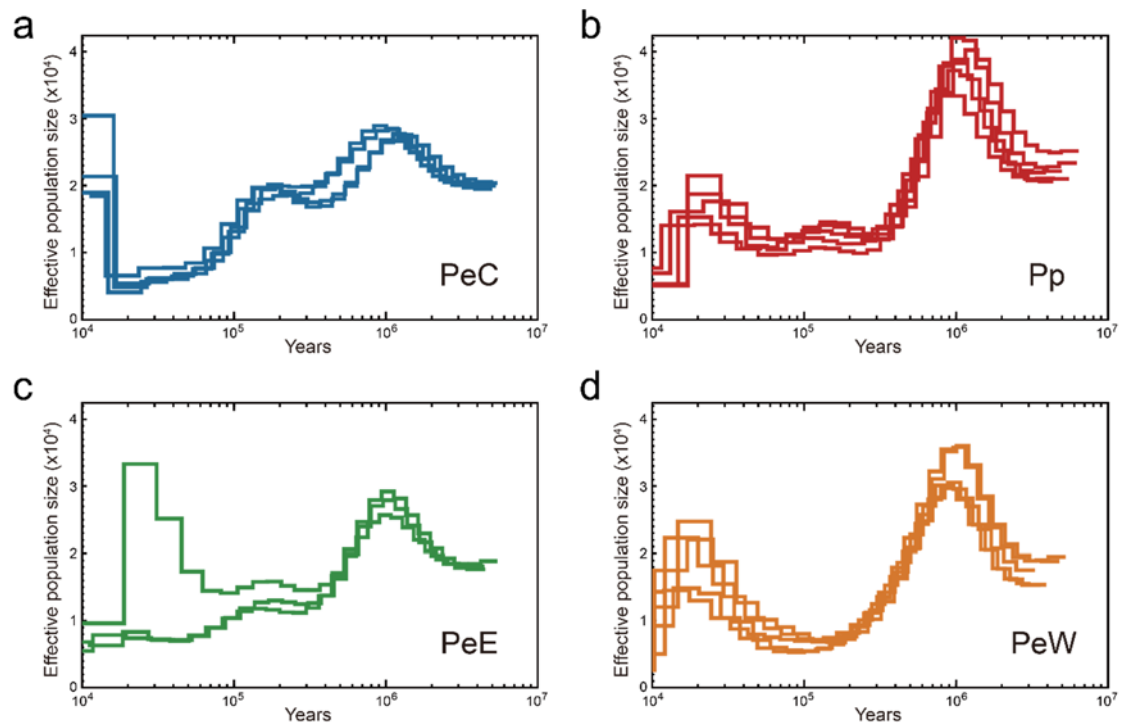 a
Effective population size (x10⁴)
4
3
2
1
0
10⁴ 10⁵ 10⁶ 10⁷
Years
PeC
b
Effective population size (x10⁴)
4
3
2
1
0
10⁴ 10⁵ 10⁶ 10⁷
Years
Pp
c
Effective population size (x10⁴)
4
3
2
1
0
10⁴ 10⁵ 10⁶ 10⁷
Years
PeE
d
Effective population size (x10⁴)
4
3
2
1
0
10⁴ 10⁵ 10⁶ 10⁷
Years
PeW